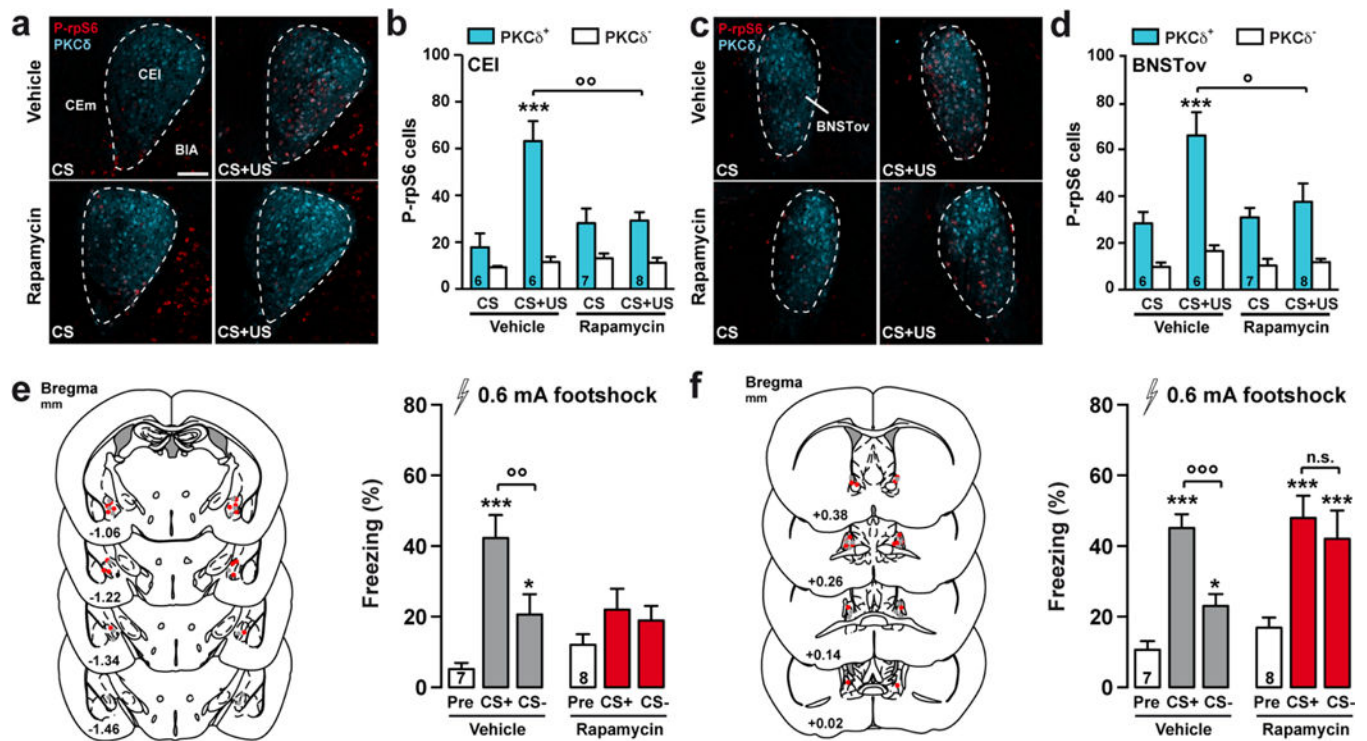 a
P-rpS6
PKCδ
Vehicle
CEl
CEm
BlA
CS
CS+US
Rapamycin
CS
CS+US
b
PKCδ+ PKCδ-
CEl
P-rpS6 cells
100
80
60
40
20
0
°°
***
6 6 7 8
CS CS+US CS CS+US
Vehicle Rapamycin
c
P-rpS6
PKCδ
Vehicle
BNSTov
CS
CS+US
Rapamycin
CS
CS+US
d
PKCδ+ PKCδ-
BNSTov
P-rpS6 cells
100
80
60
40
20
0
°
***
6 6 7 8
CS CS+US CS CS+US
Vehicle Rapamycin
e
Bregma
mm
-1.06
-1.22
-1.34
-1.46
0.6 mA footshock
Freezing (%)
80
60
40
20
0
°°
***
*
7 8
Pre CS+ CS- Pre CS+ CS-
Vehicle Rapamycin
f
Bregma
mm
+0.38
+0.26
+0.14
+0.02
0.6 mA footshock
Freezing (%)
80
60
40
20
0
°°° n.s.
*** *** ***
*
7 8
Pre CS+ CS- Pre CS+ CS-
Vehicle Rapamycin